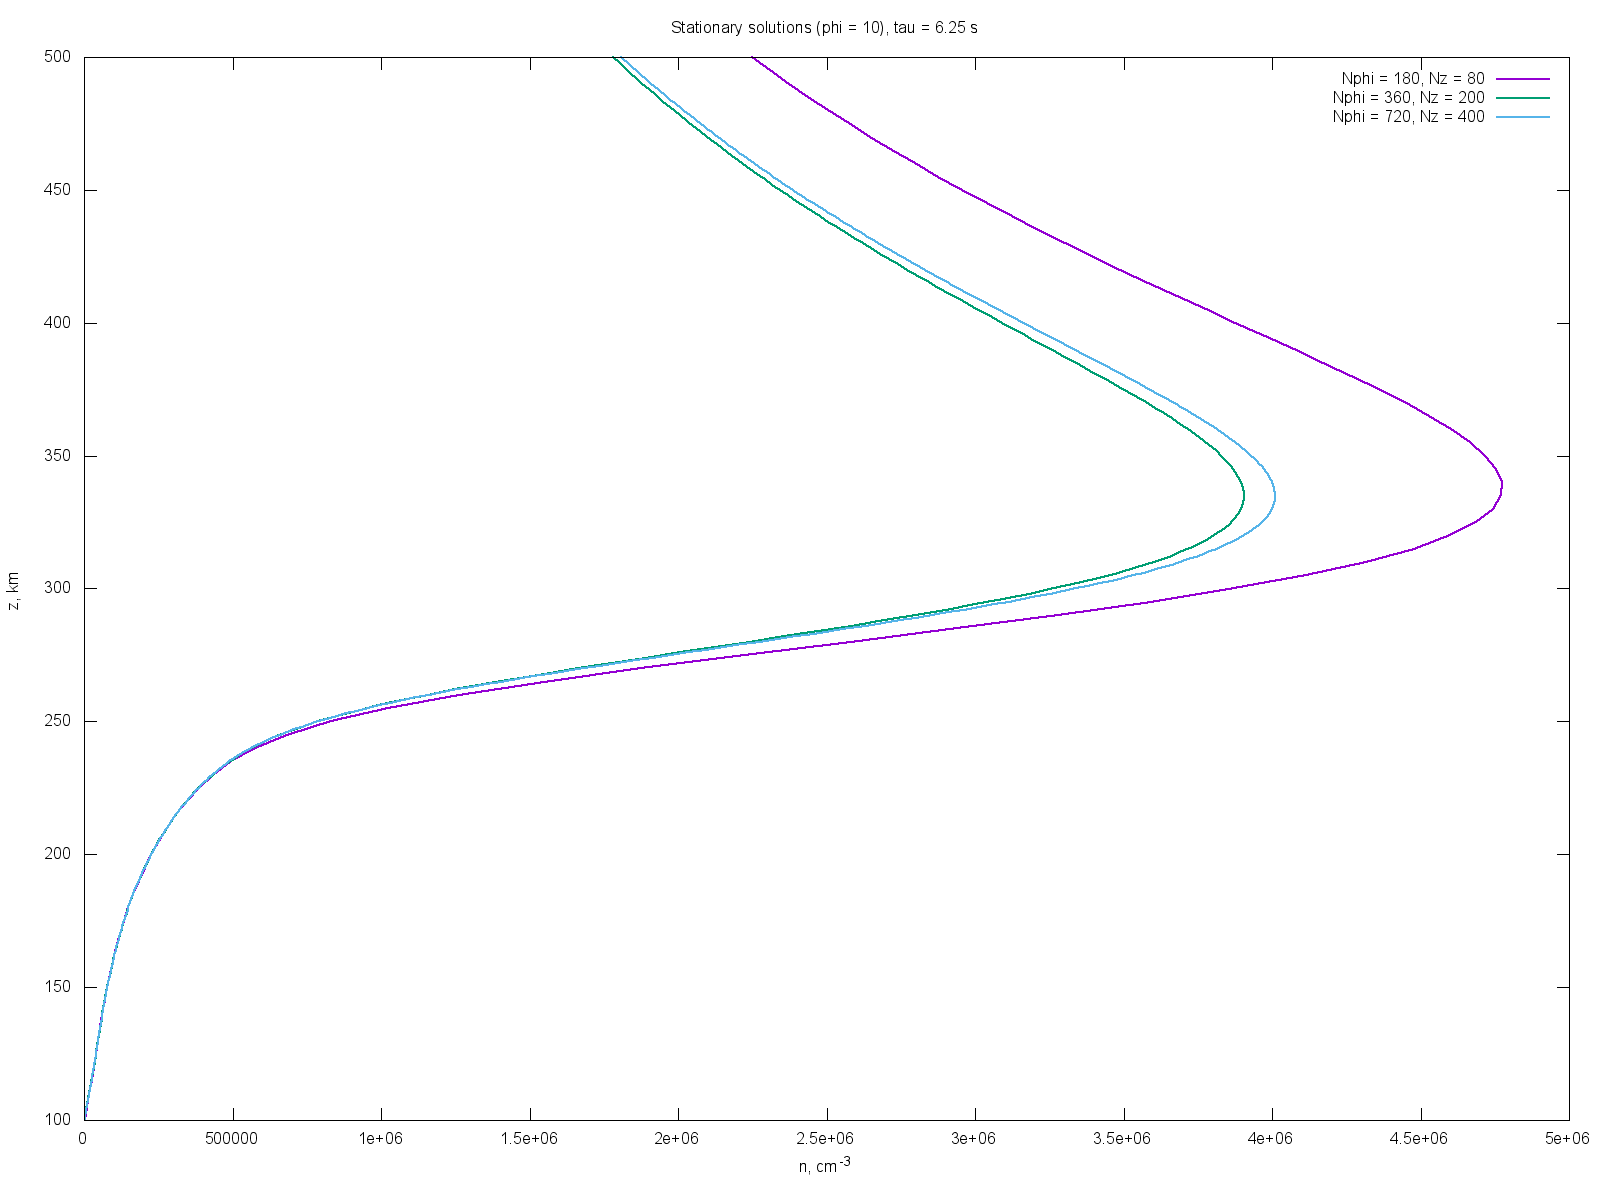 Stationary solutions (phi = 10), tau = 6.25 s
Nphi = 180, Nz = 80
Nphi = 360, Nz = 200
Nphi = 720, Nz = 400
500
450
400
350
300
250
200
150
100
z, km
0 500000 1e+06 1.5e+06 2e+06 2.5e+06 3e+06 3.5e+06 4e+06 4.5e+06 5e+06
n, cm-3